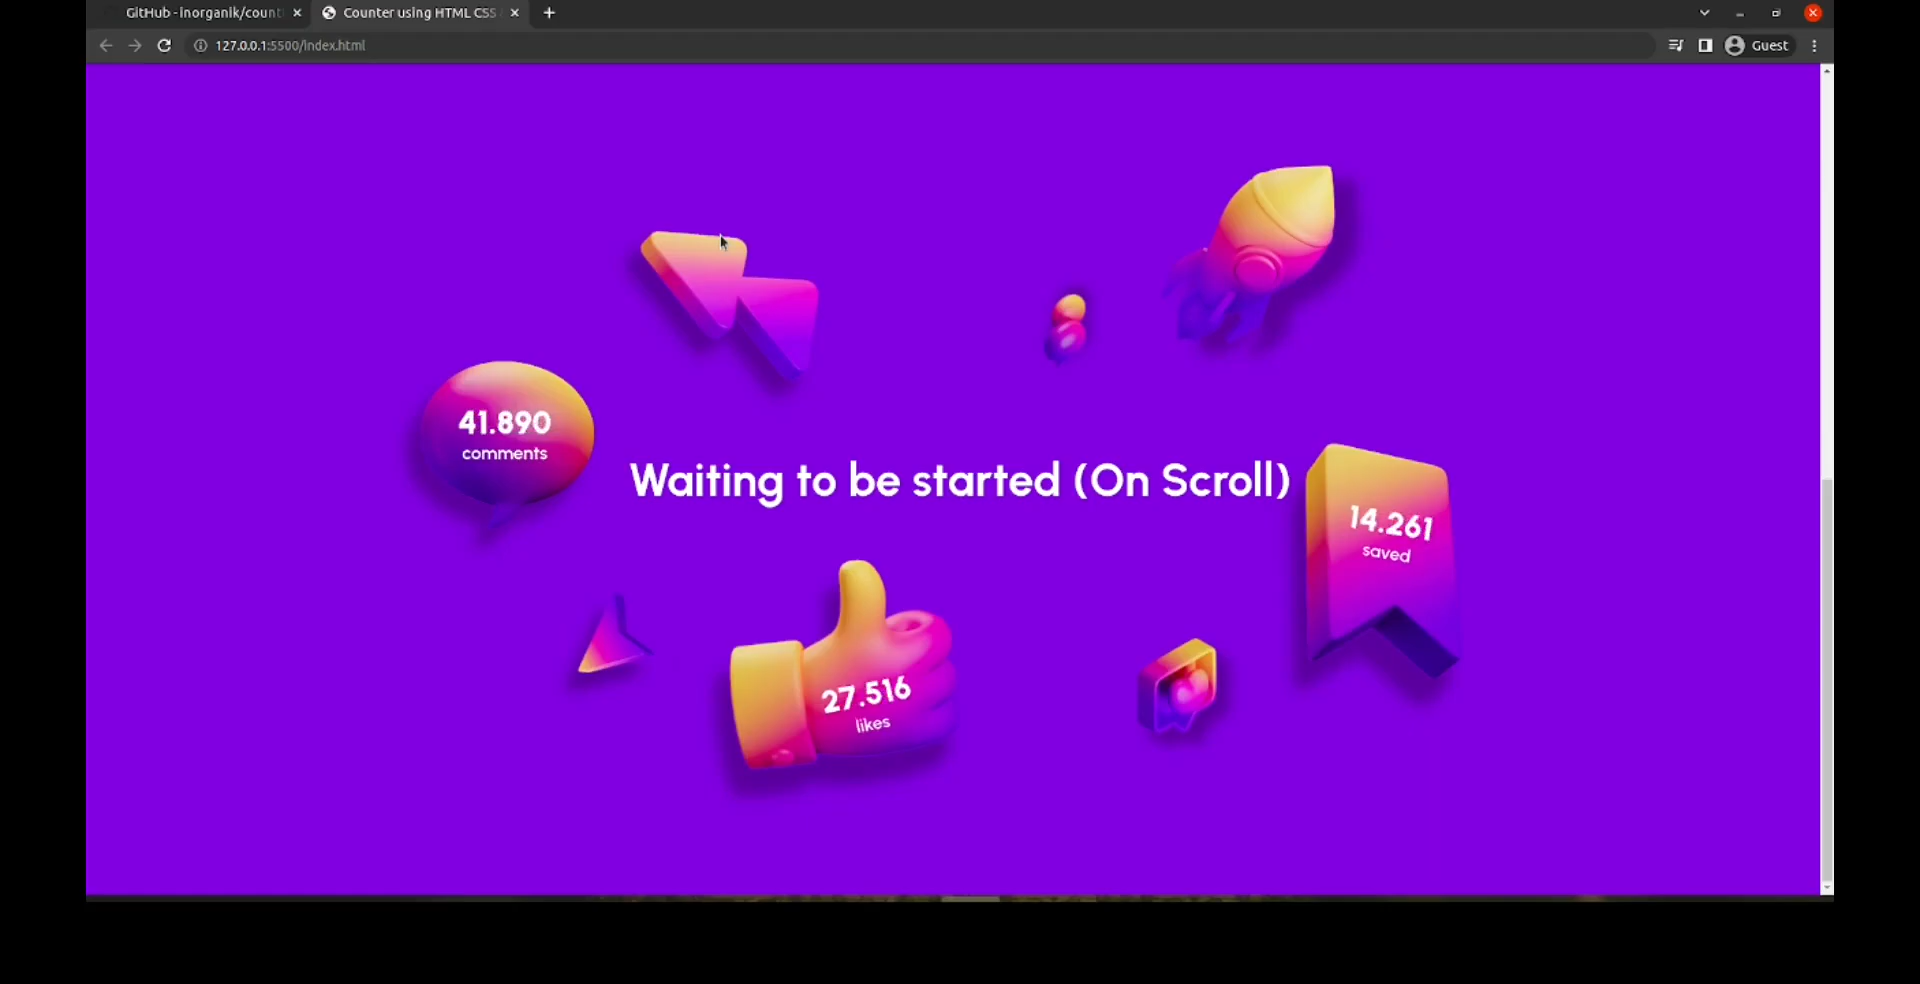 GitHub - inorganik/count
Counter using HTML CSS
127.0.0.1:5500/index.html
Guest
41.890
comments
Waiting to be started (On Scroll)
14.261
saved
27.516
likes